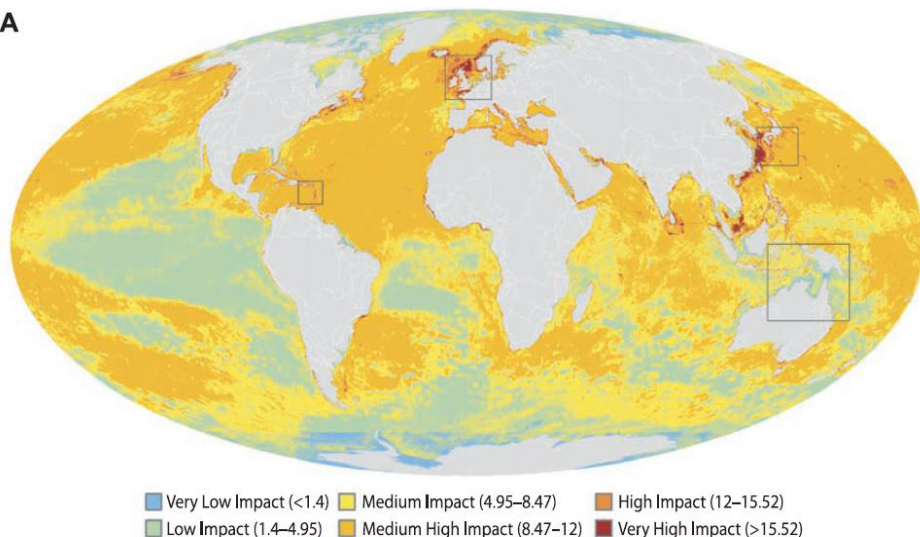 A
Very Low Impact (<1.4) Medium Impact (4.95–8.47) High Impact (12–15.52)
Low Impact (1.4–4.95) Medium High Impact (8.47–12) Very High Impact (>15.52)